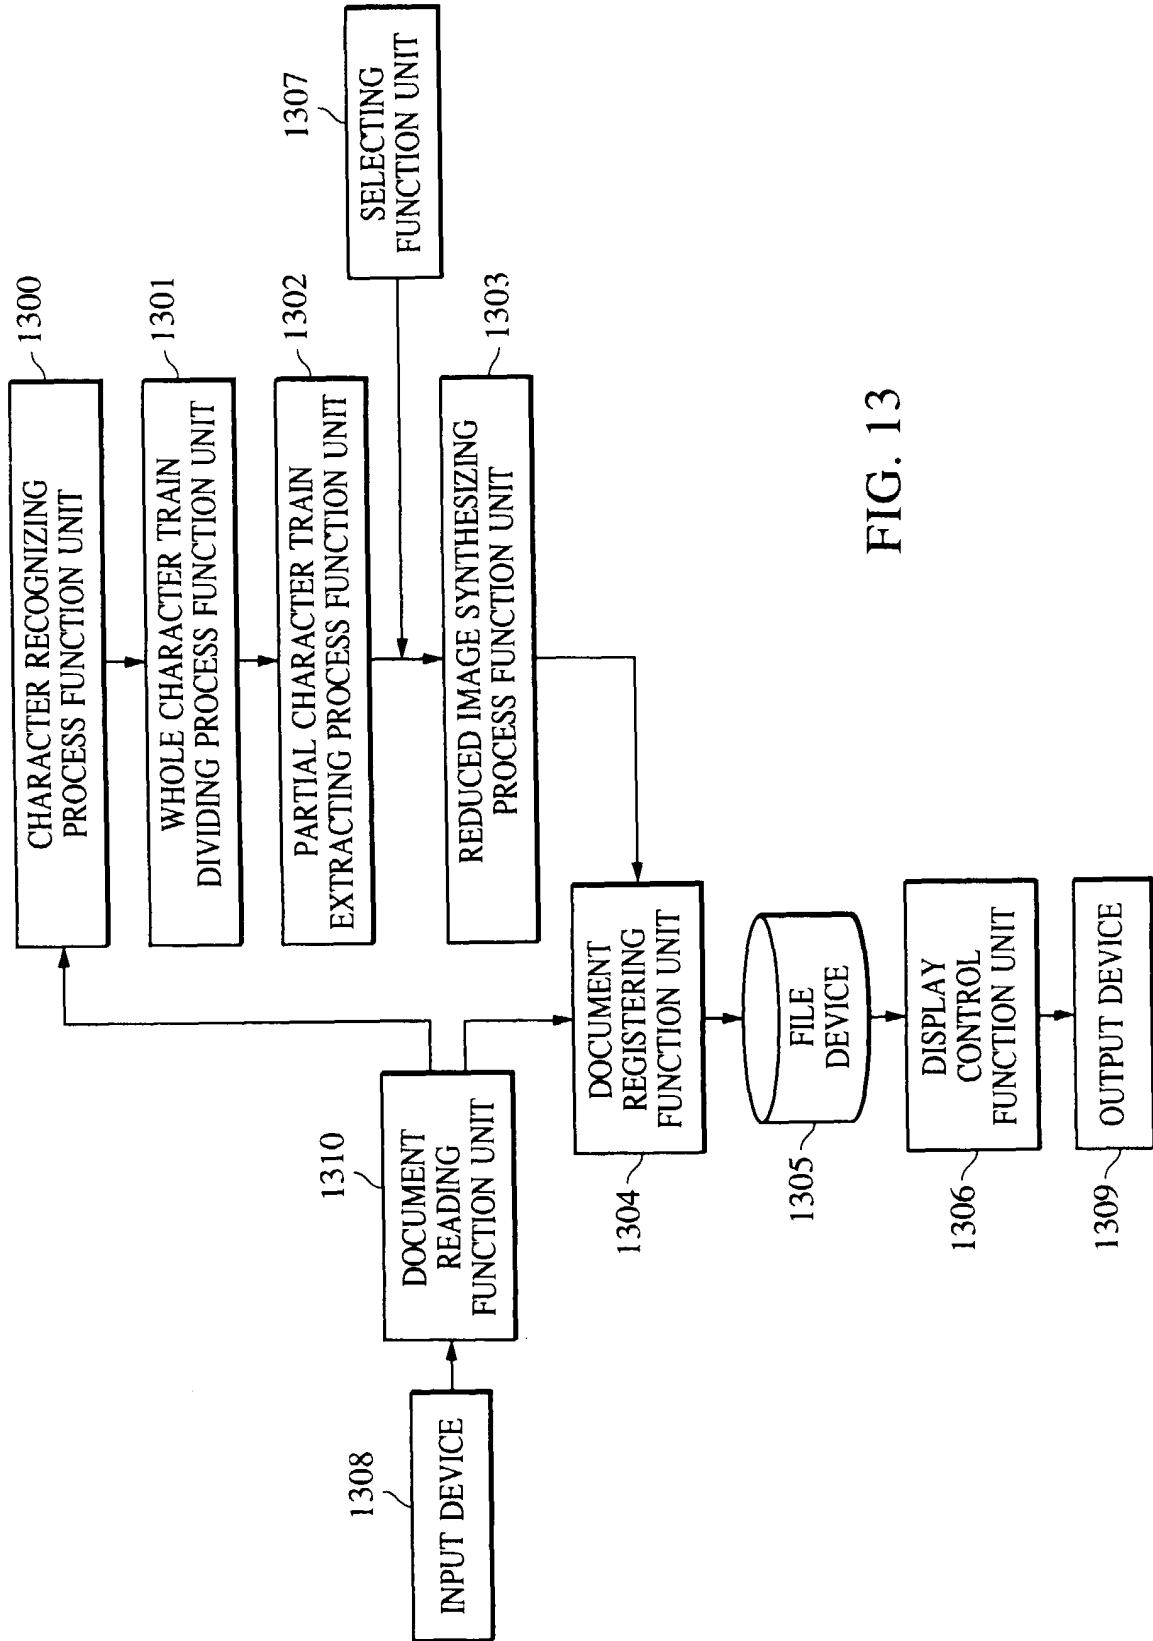 1300
CHARACTER RECOGNIZING
PROCESS FUNCTION UNIT
1301
WHOLE CHARACTER TRAIN
DIVIDING PROCESS FUNCTION UNIT
1302
PARTIAL CHARACTER TRAIN
EXTRACTING PROCESS FUNCTION UNIT
1307
SELECTING
FUNCTION UNIT
1303
REDUCED IMAGE SYNTHESIZING
PROCESS FUNCTION UNIT
1308
INPUT DEVICE
1310
DOCUMENT
READING
FUNCTION UNIT
DOCUMENT
REGISTERING
FUNCTION UNIT
1304
FILE
DEVICE
1305
DISPLAY
CONTROL
FUNCTION UNIT
1306
OUTPUT DEVICE
1309
FIG. 13